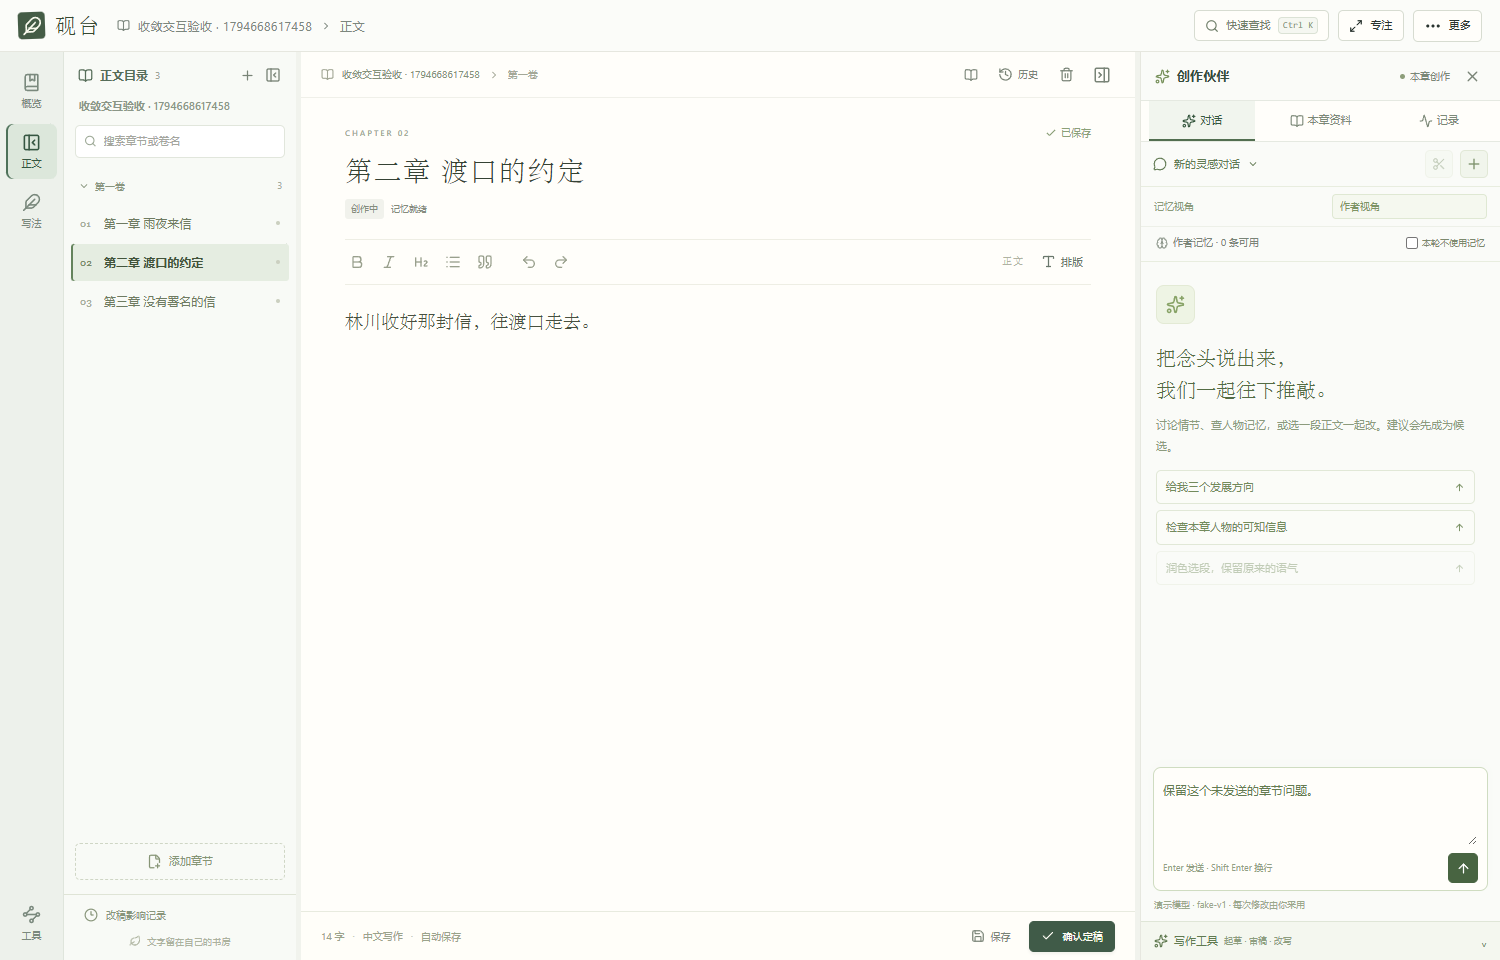 砚台
收敛交互验收 · 1794668617458 > 正文
快速查找 Ctrl K
专注
更多
概览
正文
写法
工具
正文目录 3
收敛交互验收 · 1794668617458
搜索章节或卷名
第一卷 3
01 第一章 雨夜来信
02 第二章 渡口的约定
03 第三章 没有署名的信
添加章节
改稿影响记录
文字留在自己的书房
收敛交互验收 · 1794668617458 > 第一卷
历史
CHAPTER 02
已保存
第二章 渡口的约定
创作中 记忆就绪
H2
正文
排版
林川收好那封信，往渡口走去。
14 字 · 中文写作 · 自动保存
保存
确认定稿
创作伙伴
本章创作
对话
本章资料
记录
新的灵感对话
记忆视角
作者视角
作者记忆 · 0 条可用
本轮不使用记忆
把念头说出来，
我们一起往下推敲。
讨论情节、查人物记忆，或选一段正文一起改。建议会先成为候
选。
给我三个发展方向
检查本章人物的可知信息
润色选段，保留原来的语气
保留这个未发送的章节问题。
Enter 发送 · Shift Enter 换行
演示模型 · fake-v1 · 每次修改由你采用
写作工具 起草 · 审稿 · 改写